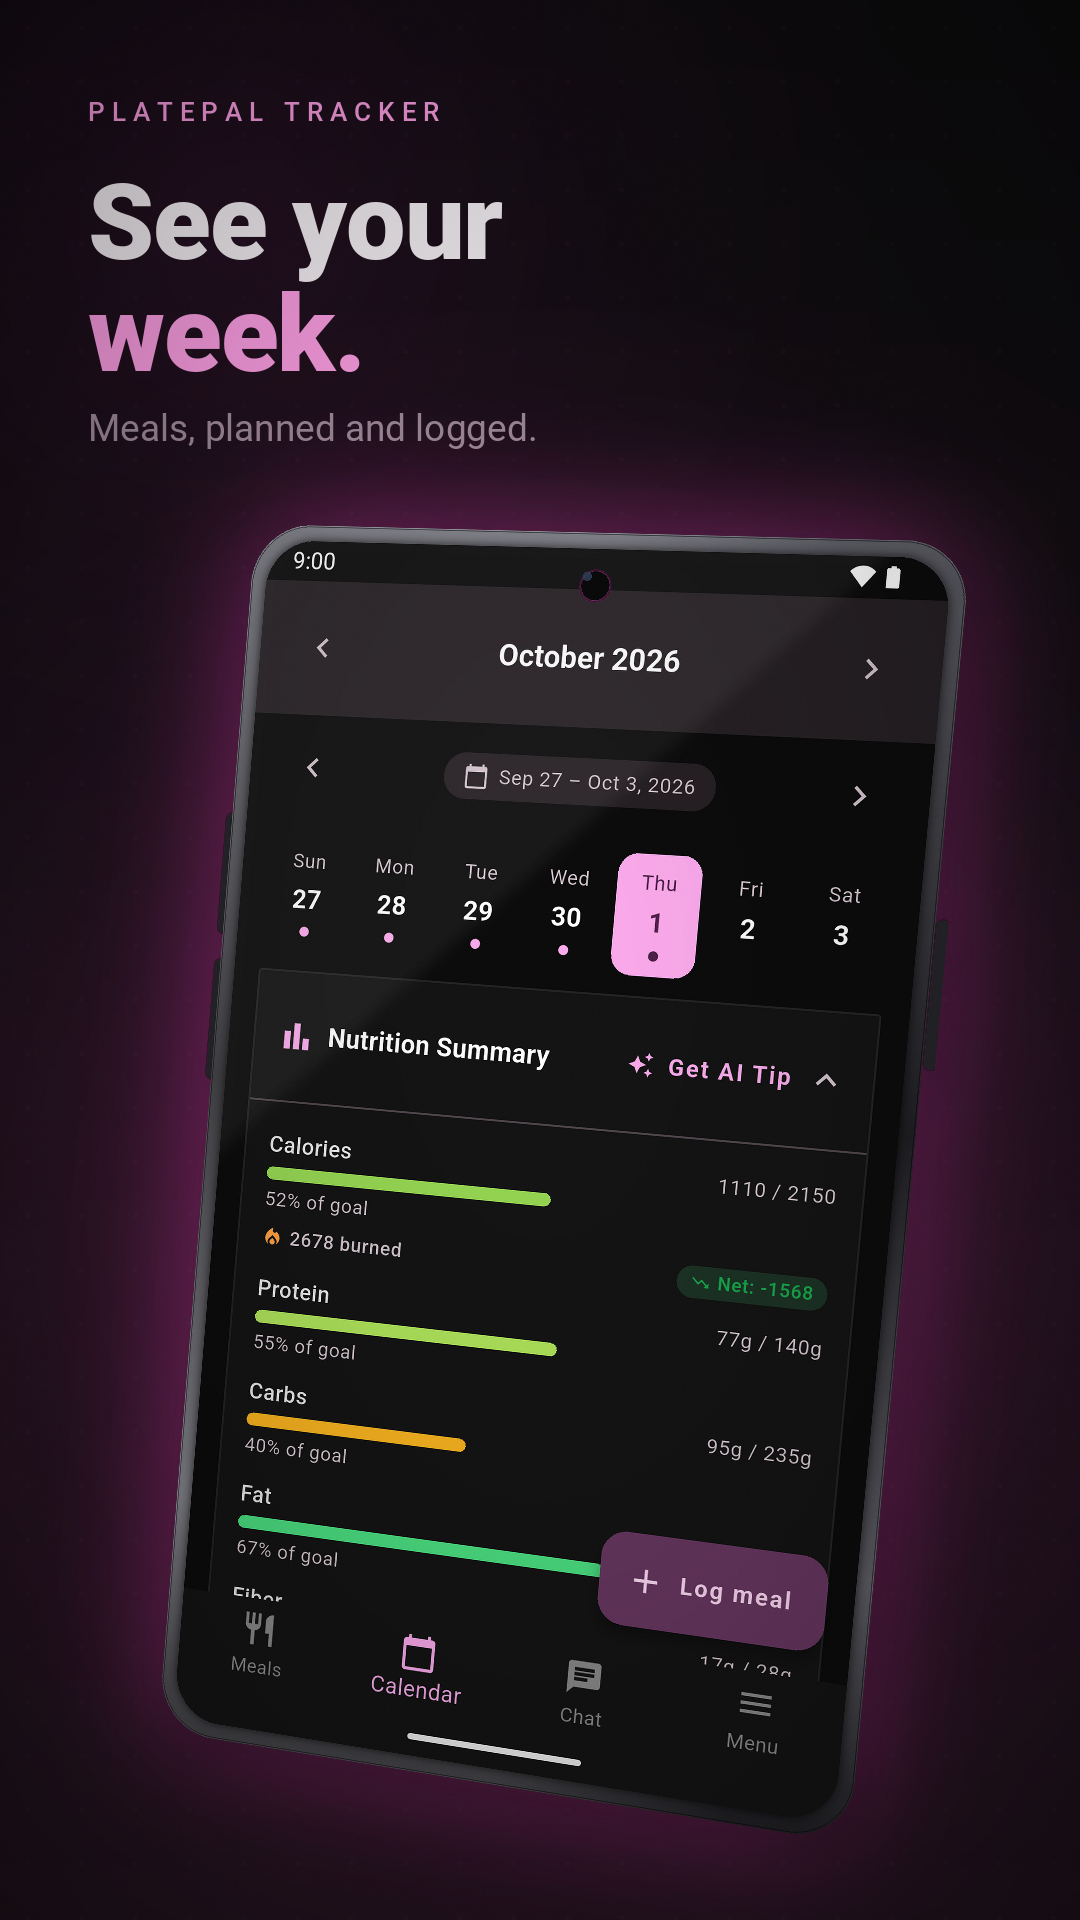 PLATEPAL TRACKER
See your
week.
Meals, planned and logged.
9:00
October 2026
Sep 27 – Oct 3, 2026
Sun Mon Tue Wed Thu Fri Sat
27 28 29 30 1 2 3
Nutrition Summary Get AI Tip
Calories
1110 / 2150
52% of goal
2678 burned
Net: -1568
Protein
77g / 140g
55% of goal
Carbs
95g / 235g
40% of goal
Fat
67% of goal
Log meal
Fiber
17g / 28g
Meals Calendar Chat Menu